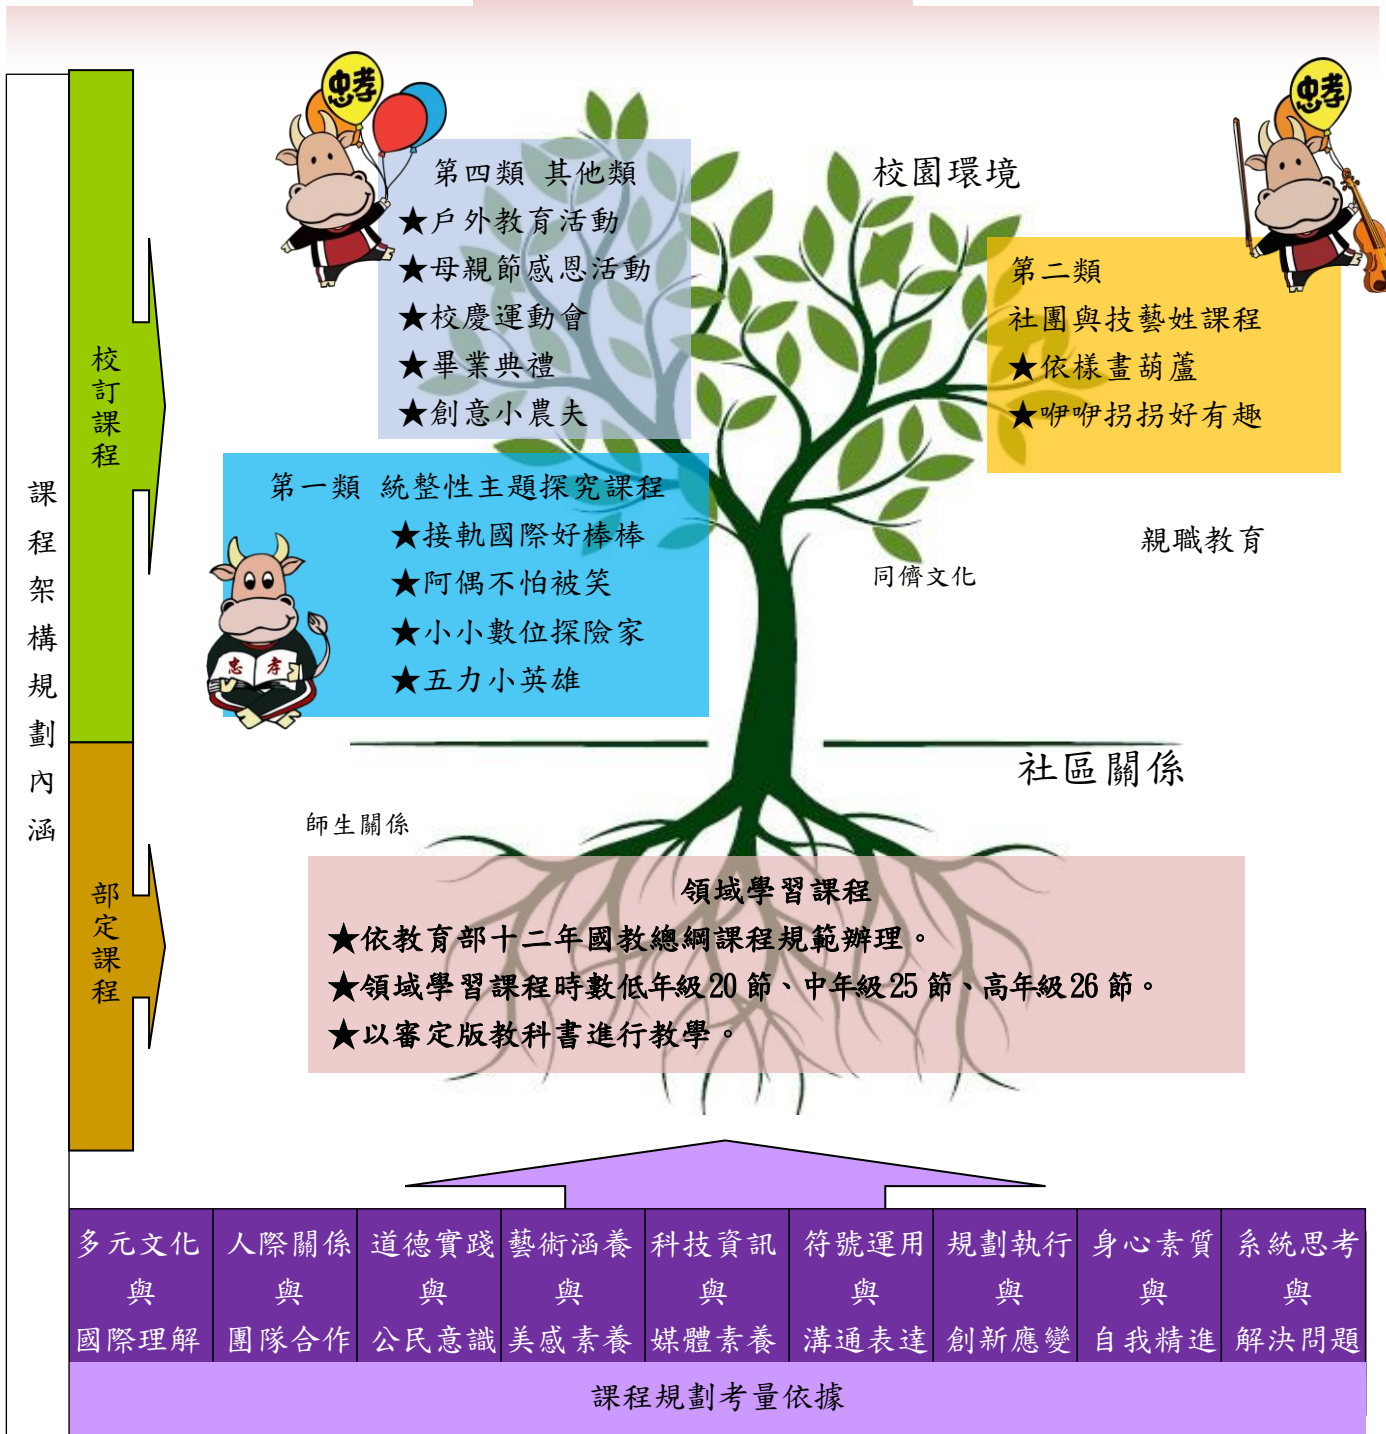 課程架構規劃內涵
校訂課程
部定課程
忠孝
忠孝
第四類 其他類
★戶外教育活動
★母親節感恩活動
★校慶運動會
★畢業典禮
★創意小農夫
校園環境
第二類
社團與技藝姓課程
★依樣畫葫蘆
★咿咿拐拐好有趣
第一類 統整性主題探究課程
★接軌國際好棒棒
★阿偶不怕被笑
★小小數位探險家
★五力小英雄
忠 孝
親職教育
同儕文化
社區關係
師生關係
領域學習課程
★依教育部十二年國教總綱課程規範辦理。
★領域學習課程時數低年級20節、中年級25節、高年級26節。
★以審定版教科書進行教學。
多元文化
與
國際理解
人際關係
與
團隊合作
道德實踐
與
公民意識
藝術涵養
與
美感素養
科技資訊
與
媒體素養
符號運用
與
溝通表達
規劃執行
與
創新應變
身心素質
與
自我精進
系統思考
與
解決問題
課程規劃考量依據